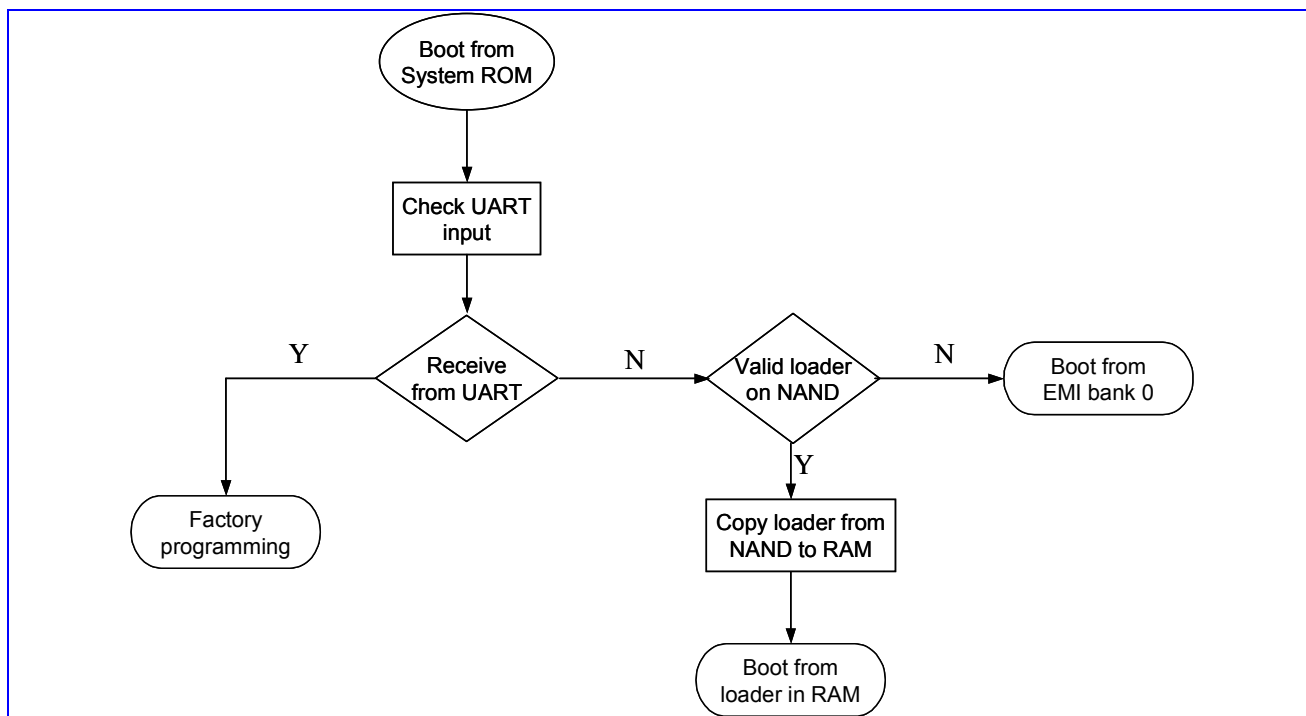 Boot from
System ROM
Check UART
input
Y
Receive
from UART
N
Valid loader
on NAND
N
Boot from
EMI bank 0
Y
Factory
programming
Copy loader from
NAND to RAM
Boot from
loader in RAM